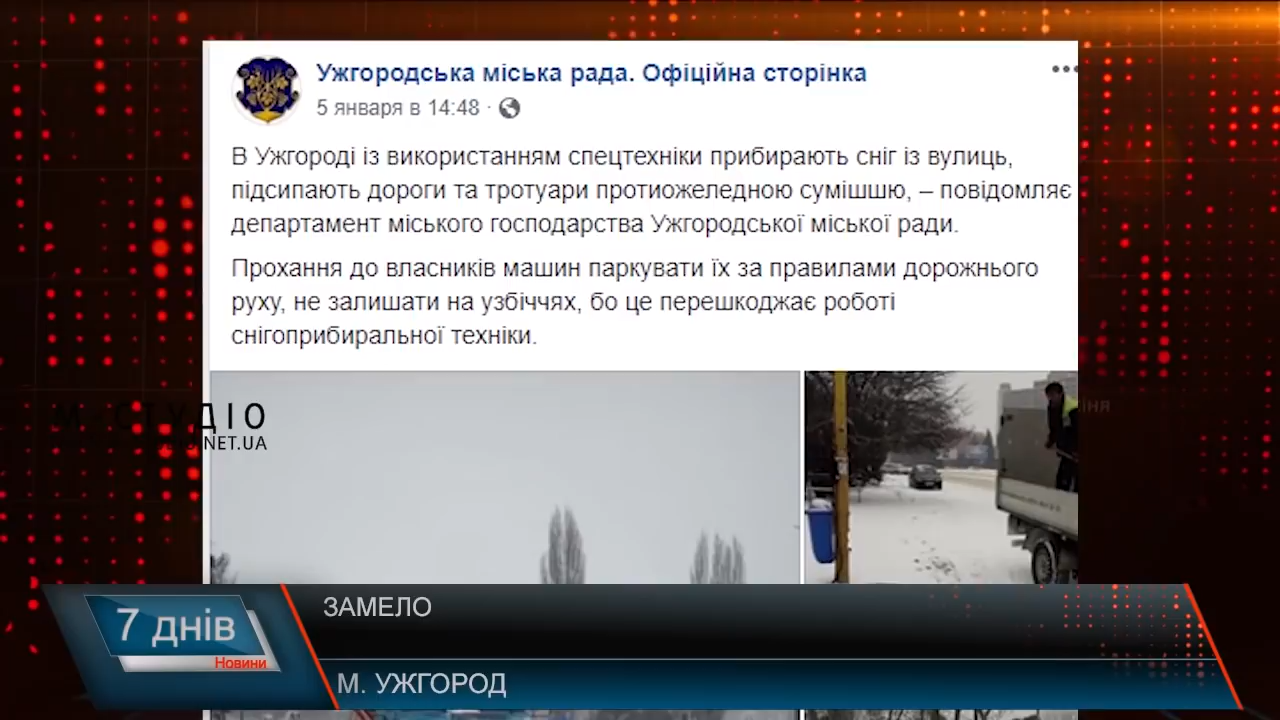 Ужгородська міська рада. Офіційна сторінка
5 января в 14:48 ·
В Ужгороді із використанням спецтехніки прибирають сніг із вулиць,
підсипають дороги та тротуари протиожеледною сумішшю, – повідомляє
департамент міського господарства Ужгородської міської ради.
Прохання до власників машин паркувати їх за правилами дорожнього
руху, не залишати на узбіччях, бо це перешкоджає роботі
снігоприбиральної техніки.
М СТУДІО
NET.UA
ЗАМЕЛО
7 днів
Новини
М. УЖГОРОД